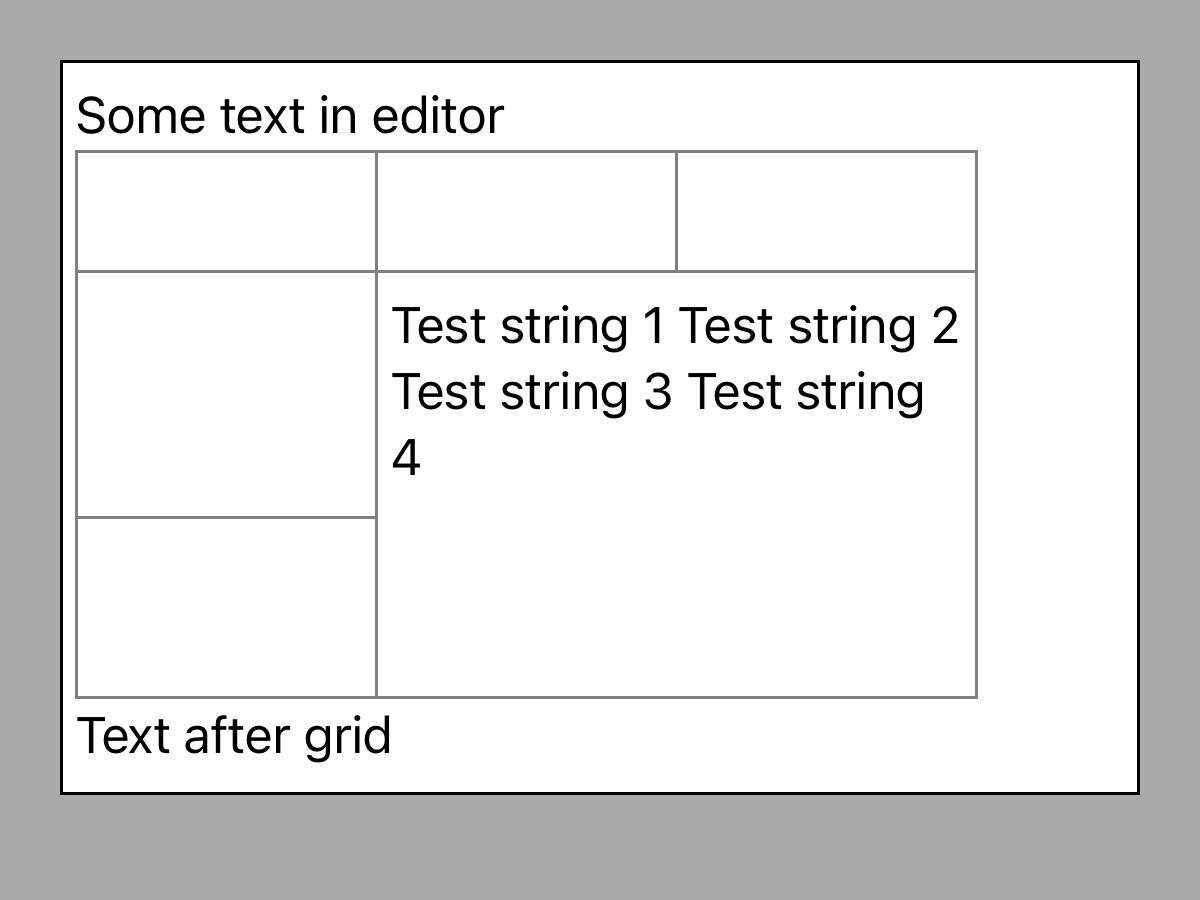 Some text in editor
Test string 1 Test string 2
Test string 3 Test string
4
Text after grid